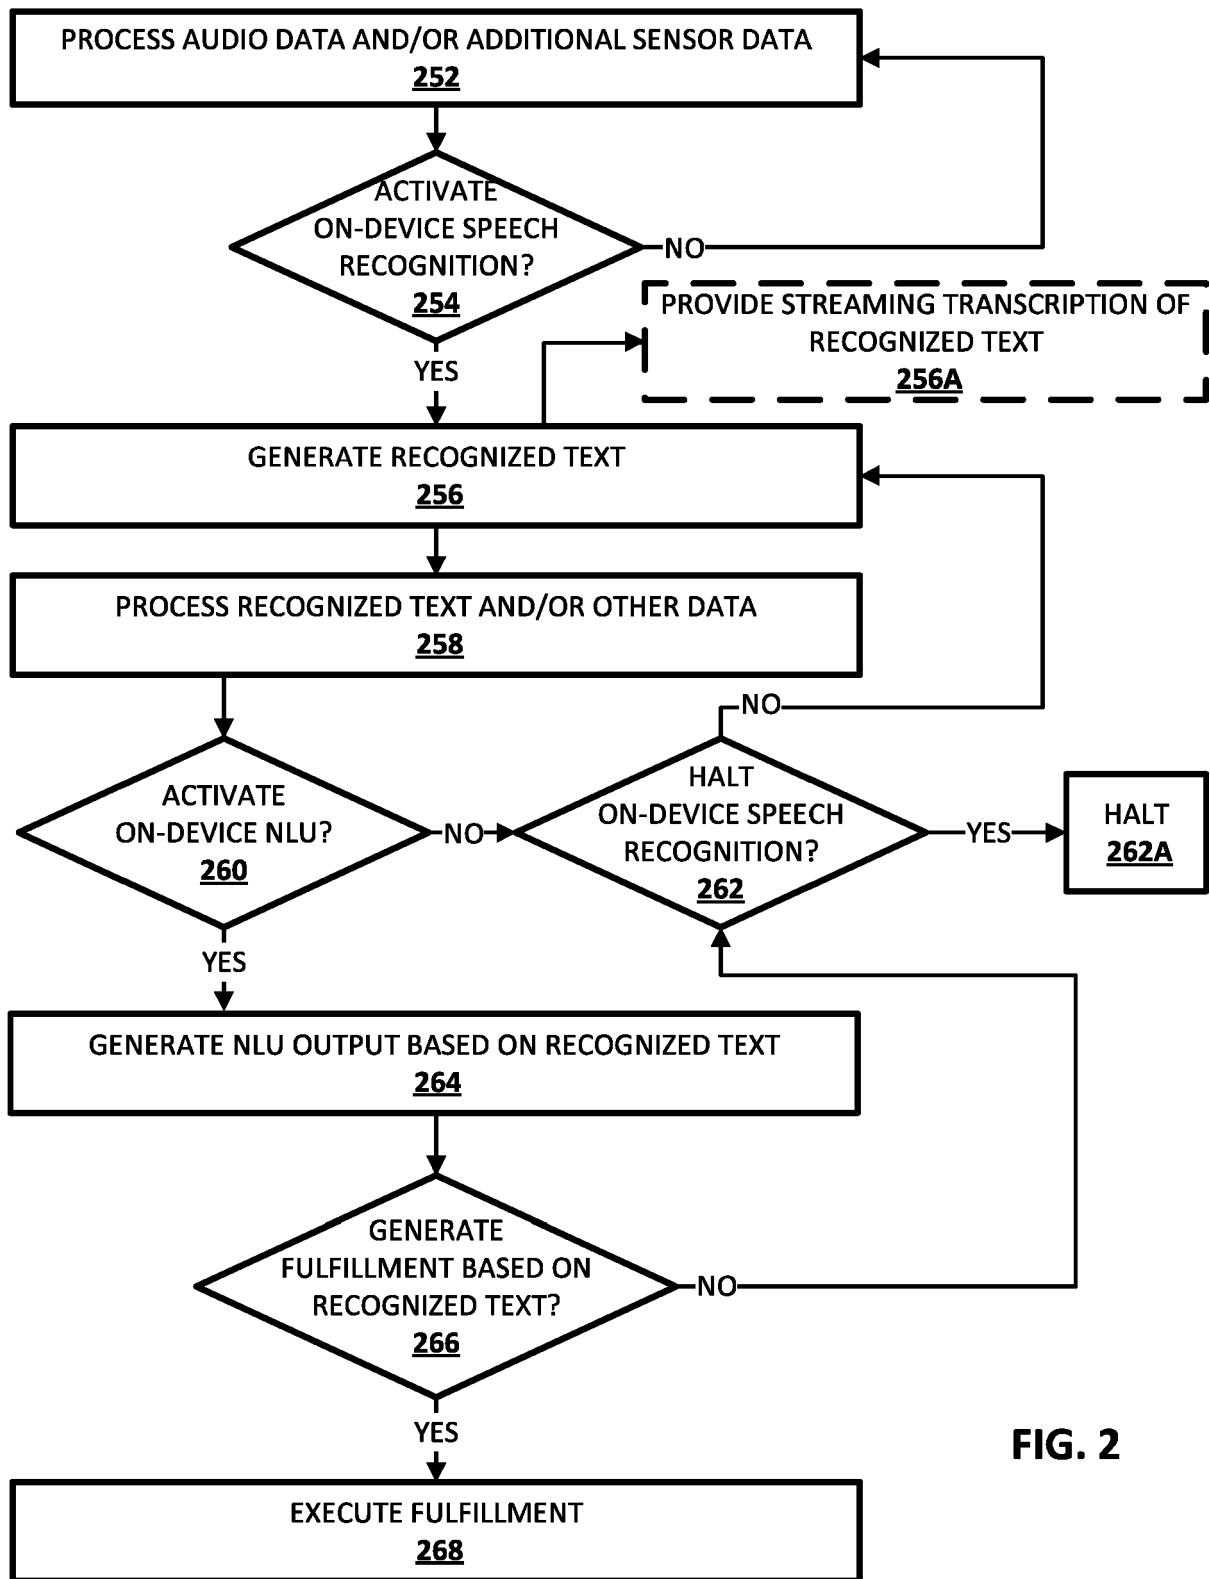 PROCESS AUDIO DATA AND/OR ADDITIONAL SENSOR DATA
252
ACTIVATE
ON-DEVICE SPEECH
RECOGNITION?
254
NO
YES
PROVIDE STREAMING TRANSCRIPTION OF
RECOGNIZED TEXT
256A
GENERATE RECOGNIZED TEXT
256
PROCESS RECOGNIZED TEXT AND/OR OTHER DATA
258
ACTIVATE
ON-DEVICE NLU?
260
NO
YES
HALT
ON-DEVICE SPEECH
RECOGNITION?
262
NO
YES
HALT
262A
GENERATE NLU OUTPUT BASED ON RECOGNIZED TEXT
264
GENERATE
FULFILLMENT BASED ON
RECOGNIZED TEXT?
266
NO
YES
EXECUTE FULFILLMENT
268
FIG. 2